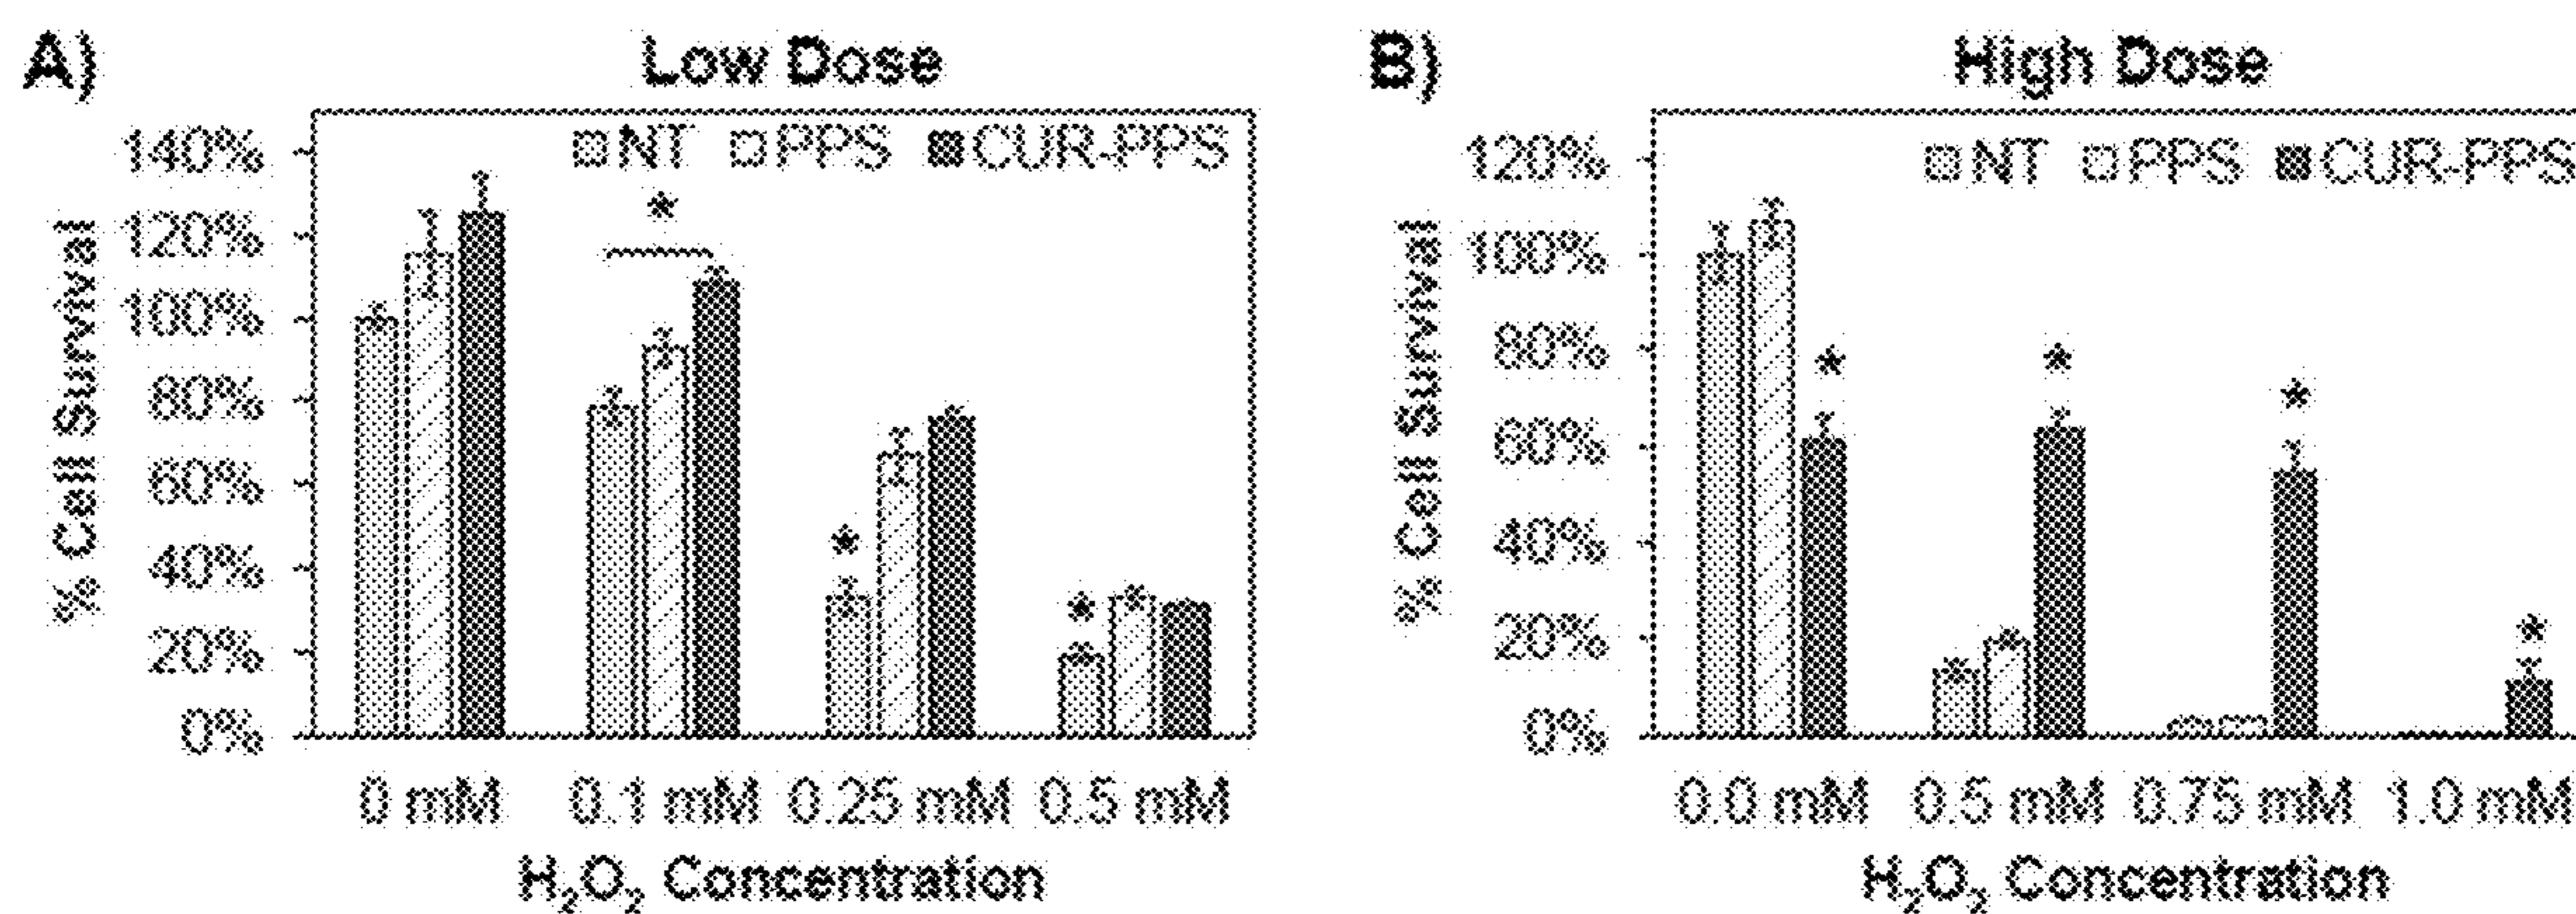 A)
Low Dose
NT PPS CUR-PPS
% Cell Survival
140%
120%
100%
80%
60%
40%
20%
0%
*
*
*
0 mM 0.1 mM 0.25 mM 0.5 mM
H₂O₂ Concentration
B)
High Dose
NT PPS CUR-PPS
% Cell Survival
120%
100%
80%
60%
40%
20%
0%
*
*
*
*
0.0 mM 0.5 mM 0.75 mM 1.0 mM
H₂O₂ Concentration